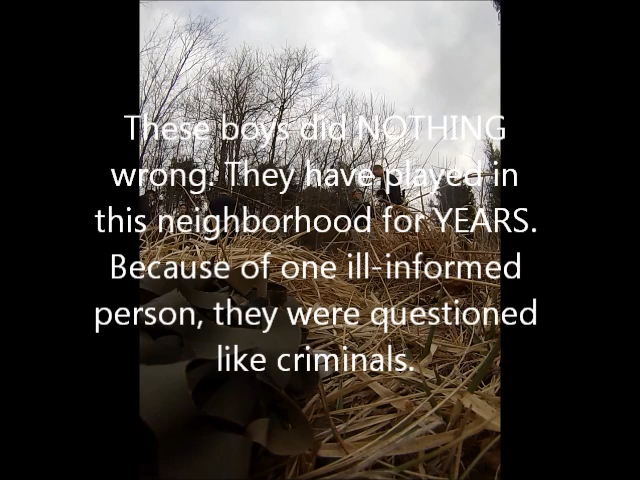 These boys did NOTHING
wrong. They have played in
this neighborhood for YEARS.
Because of one ill-informed
person, they were questioned
like criminals.